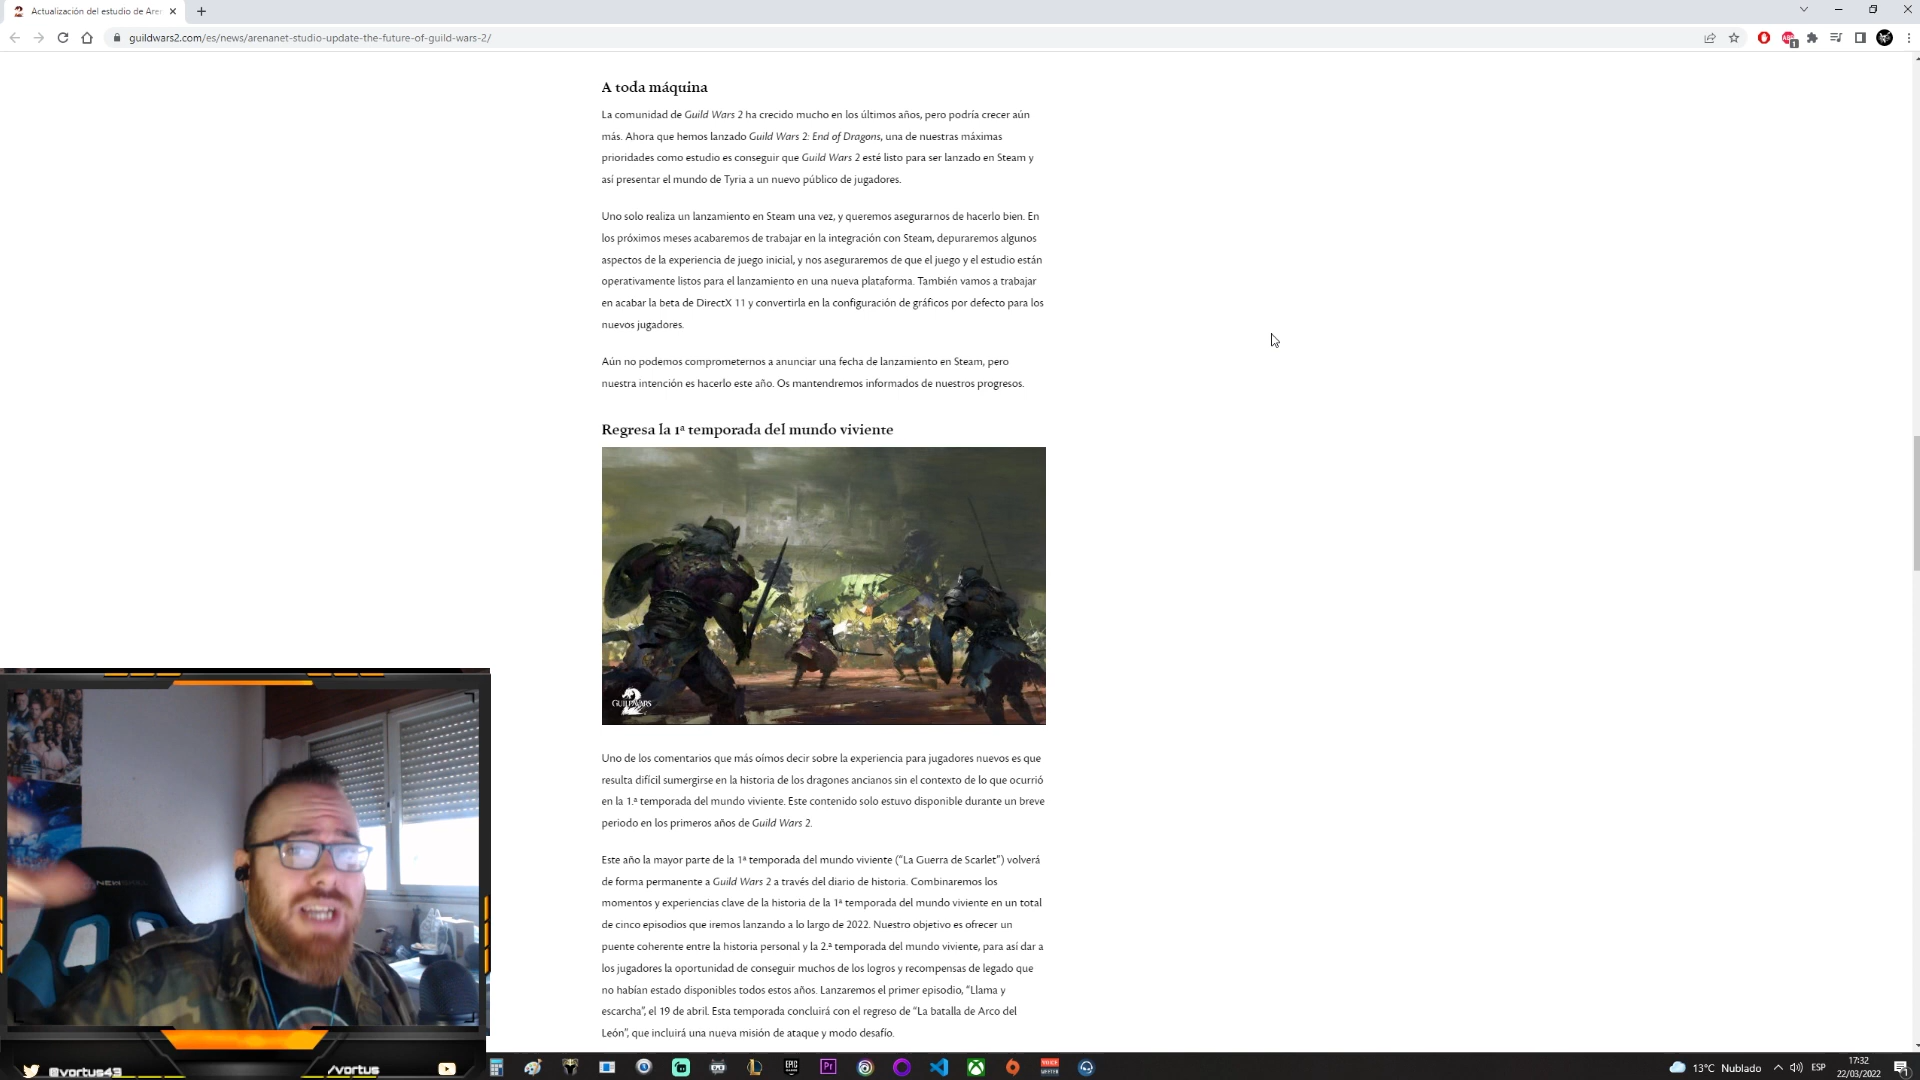 Actualización del estudio de Are
guildwars2.com/es/news/arenanet-studio-update-the-future-of-guild-wars-2/
A toda máquina
La comunidad de Guild Wars 2 ha crecido mucho en los últimos años, pero podría crecer aún
más. Ahora que hemos lanzado Guild Wars 2: End of Dragons, una de nuestras máximas
prioridades como estudio es conseguir que Guild Wars 2 esté listo para ser lanzado en Steam y
así presentar el mundo de Tyria a un nuevo público de jugadores.
Uno solo realiza un lanzamiento en Steam una vez, y queremos asegurarnos de hacerlo bien. En
los próximos meses acabaremos de trabajar en la integración con Steam, depuraremos algunos
aspectos de la experiencia de juego inicial, y nos aseguraremos de que el juego y el estudio están
operativamente listos para el lanzamiento en una nueva plataforma. También vamos a trabajar
en acabar la beta de DirectX 11 y convertirla en la configuración de gráficos por defecto para los
nuevos jugadores.
Aún no podemos comprometernos a anunciar una fecha de lanzamiento en Steam, pero
nuestra intención es hacerlo este año. Os mantendremos informados de nuestros progresos.
Regresa la 1ª temporada del mundo viviente
GUILD WARS
2
Uno de los comentarios que más oímos decir sobre la experiencia para jugadores nuevos es que
resulta difícil sumergirse en la historia de los dragones ancianos sin el contexto de lo que ocurrió
en la 1.ª temporada del mundo viviente. Este contenido solo estuvo disponible durante un breve
periodo en los primeros años de Guild Wars 2.
Este año la mayor parte de la 1ª temporada del mundo viviente (“La Guerra de Scarlet”) volverá
de forma permanente a Guild Wars 2 a través del diario de historia. Combinaremos los
momentos y experiencias clave de la historia de la 1ª temporada del mundo viviente en un total
de cinco episodios que iremos lanzando a lo largo de 2022. Nuestro objetivo es ofrecer un
puente coherente entre la historia personal y la 2.ª temporada del mundo viviente, para así dar a
los jugadores la oportunidad de conseguir muchos de los logros y recompensas de legado que
no habían estado disponibles todos estos años. Lanzaremos el primer episodio, “Llama y
escarcha”, el 19 de abril. Esta temporada concluirá con el regreso de “La batalla de Arco del
León”, que incluirá una nueva misión de ataque y modo desafío.
@vortus43
/vortus
EPIC
Pr
13°C Nublado
ESP
17:32
22/03/2022